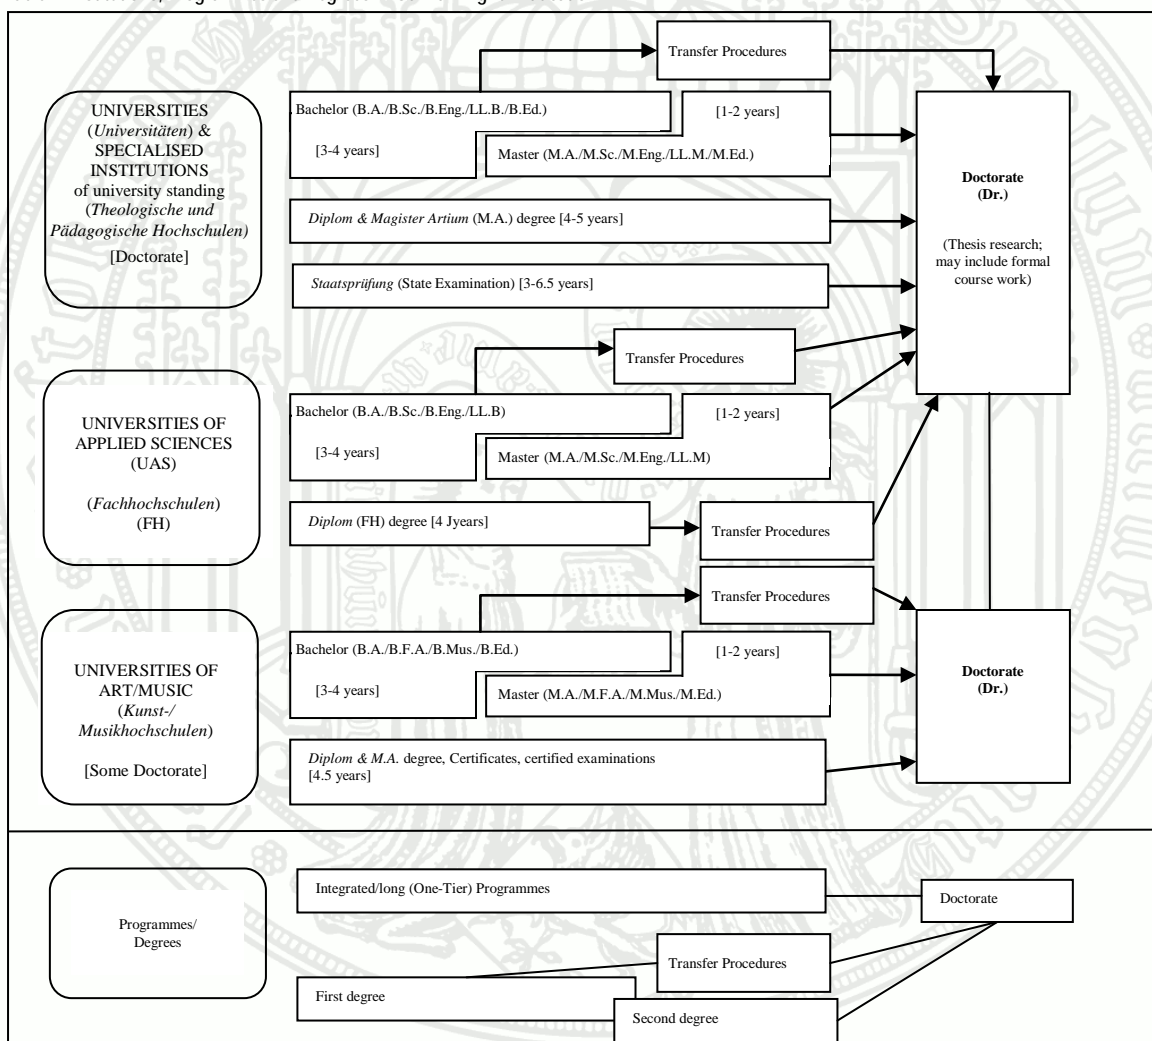 Transfer Procedures
UNIVERSITIES
(Universitäten) &
SPECIALISED
INSTITUTIONS
of university standing
(Theologische und
Pädagogische Hochschulen)
[Doctorate]
Bachelor (B.A./B.Sc./B.Eng./LL.B./B.Ed.)
[3-4 years]
[1-2 years]
Master (M.A./M.Sc./M.Eng./LL.M./M.Ed.)
Diplom & Magister Artium (M.A.) degree [4-5 years]
Staatsprüfung (State Examination) [3-6.5 years]
Doctorate
(Dr.)
(Thesis research;
may include formal
course work)
Transfer Procedures
UNIVERSITIES OF
APPLIED SCIENCES
(UAS)
(Fachhochschulen)
(FH)
Bachelor (B.A./B.Sc./B.Eng./LL.B)
[3-4 years]
[1-2 years]
Master (M.A./M.Sc./M.Eng./LL.M)
Diplom (FH) degree [4 Jyears]
Transfer Procedures
Transfer Procedures
UNIVERSITIES OF
ART/MUSIC
(Kunst-/
Musikhochschulen)
[Some Doctorate]
Bachelor (B.A./B.F.A./B.Mus./B.Ed.)
[3-4 years]
[1-2 years]
Master (M.A./M.F.A./M.Mus./M.Ed.)
Diplom & M.A. degree, Certificates, certified examinations
[4.5 years]
Doctorate
(Dr.)
Programmes/
Degrees
Integrated/long (One-Tier) Programmes
Doctorate
Transfer Procedures
First degree
Second degree